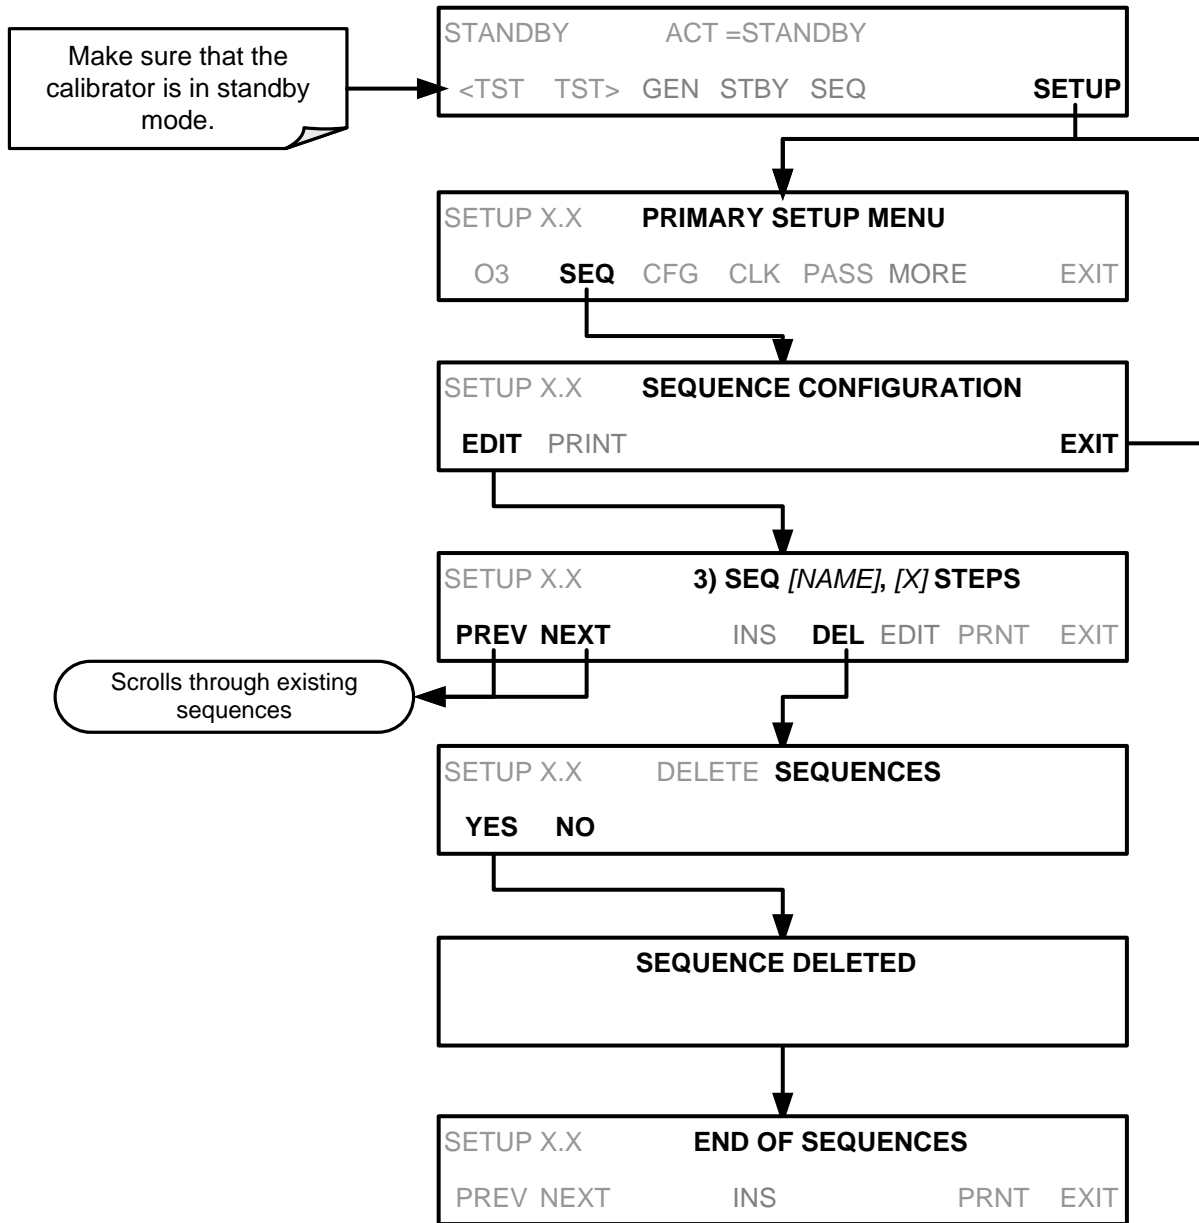 Make sure that the
calibrator is in standby
mode.
STANDBY ACT =STANDBY
<TST TST> GEN STBY SEQ SETUP
SETUP X.X PRIMARY SETUP MENU
O3 SEQ CFG CLK PASS MORE EXIT
SETUP X.X SEQUENCE CONFIGURATION
EDIT PRINT EXIT
SETUP X.X 3) SEQ [NAME], [X] STEPS
PREV NEXT INS DEL EDIT PRNT EXIT
Scrolls through existing
sequences
SETUP X.X DELETE SEQUENCES
YES NO
SEQUENCE DELETED
SETUP X.X END OF SEQUENCES
PREV NEXT INS PRNT EXIT